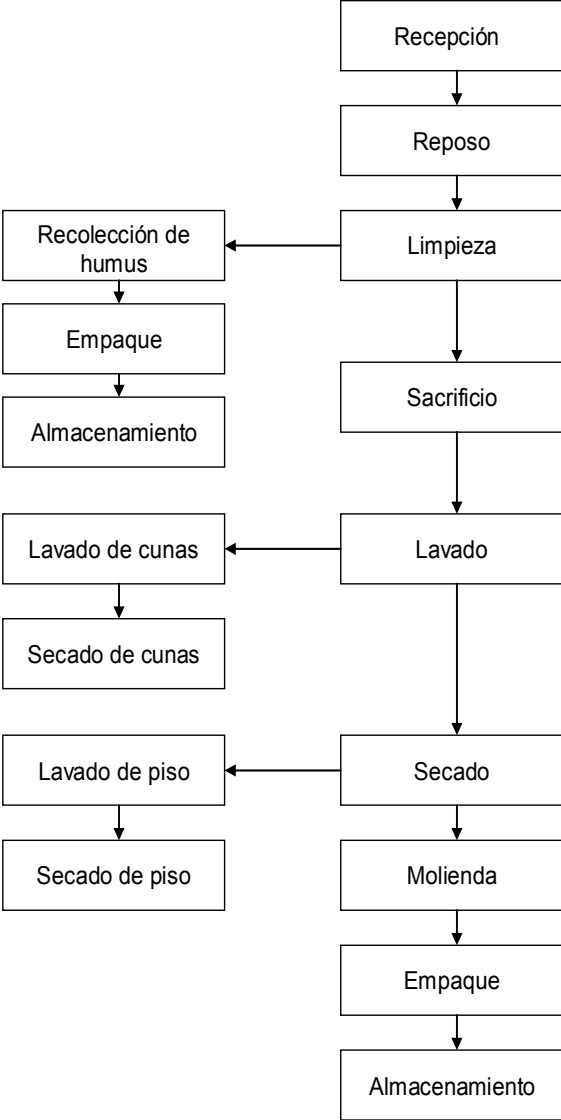 Recepción
Reposo
Recolección de
humus
Limpieza
Empaque
Sacrificio
Almacenamiento
Lavado de cunas
Lavado
Secado de cunas
Lavado de piso
Secado
Secado de piso
Molienda
Empaque
Almacenamiento